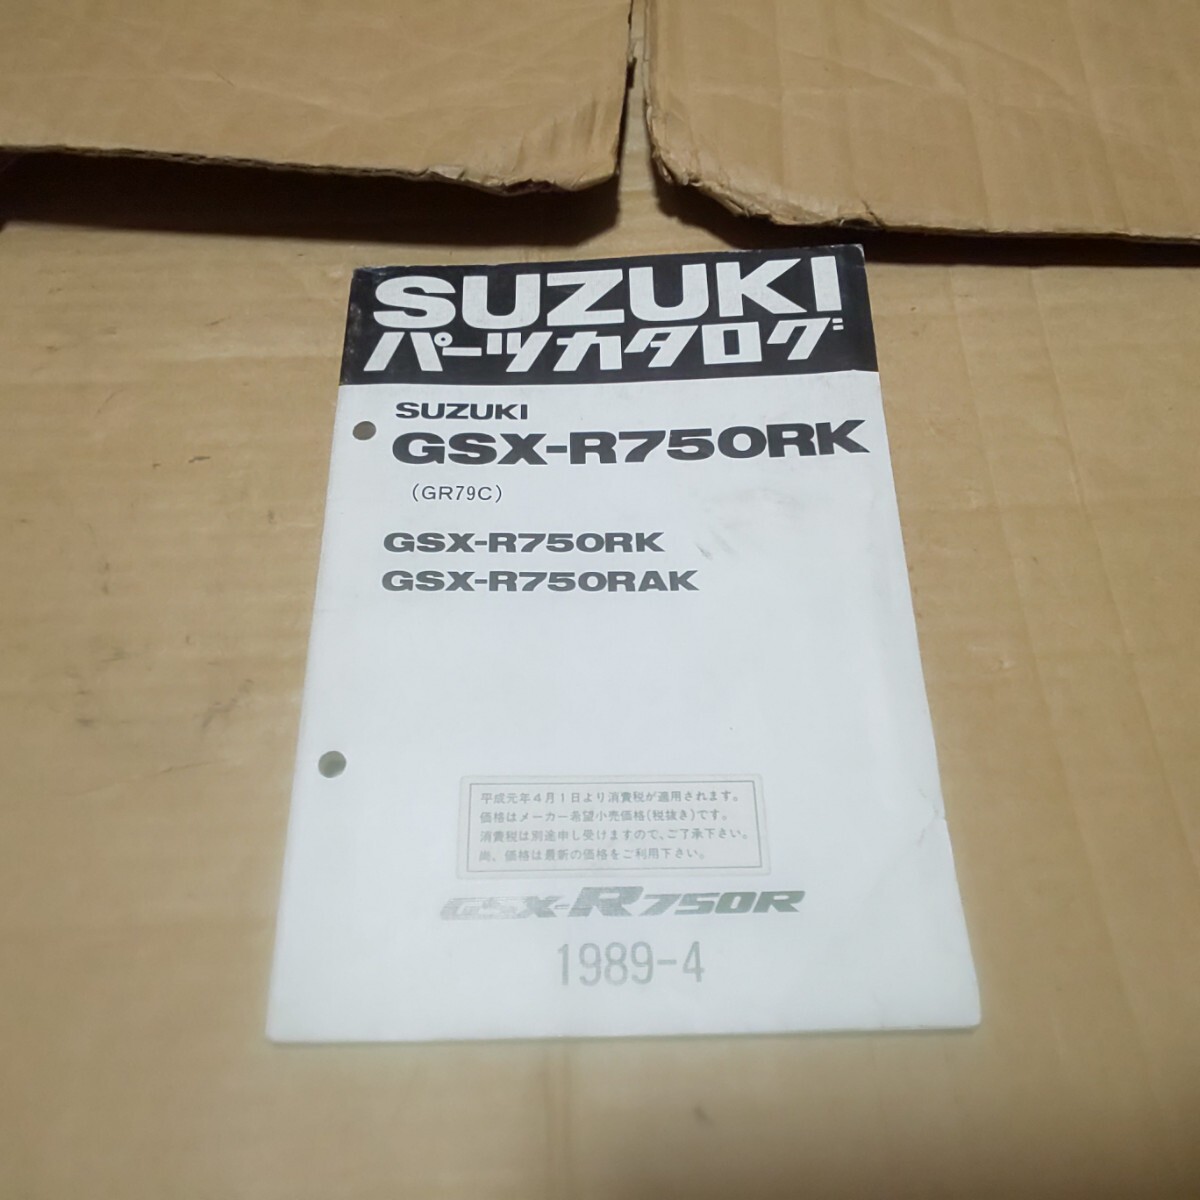 SUZUKI
パーツカタログ
SUZUKI
GSX-R750RK
(GR79C)
GSX-R750RK
GSX-R750RAK
平成元年4月1日より消費税が適用されます。
価格はメーカー希望小売価格(税抜き)です。
消費税は別途申し受けますので、ご了承下さい。
尚、価格は最新の価格をご利用下さい。
GSX-R750R
1989-4